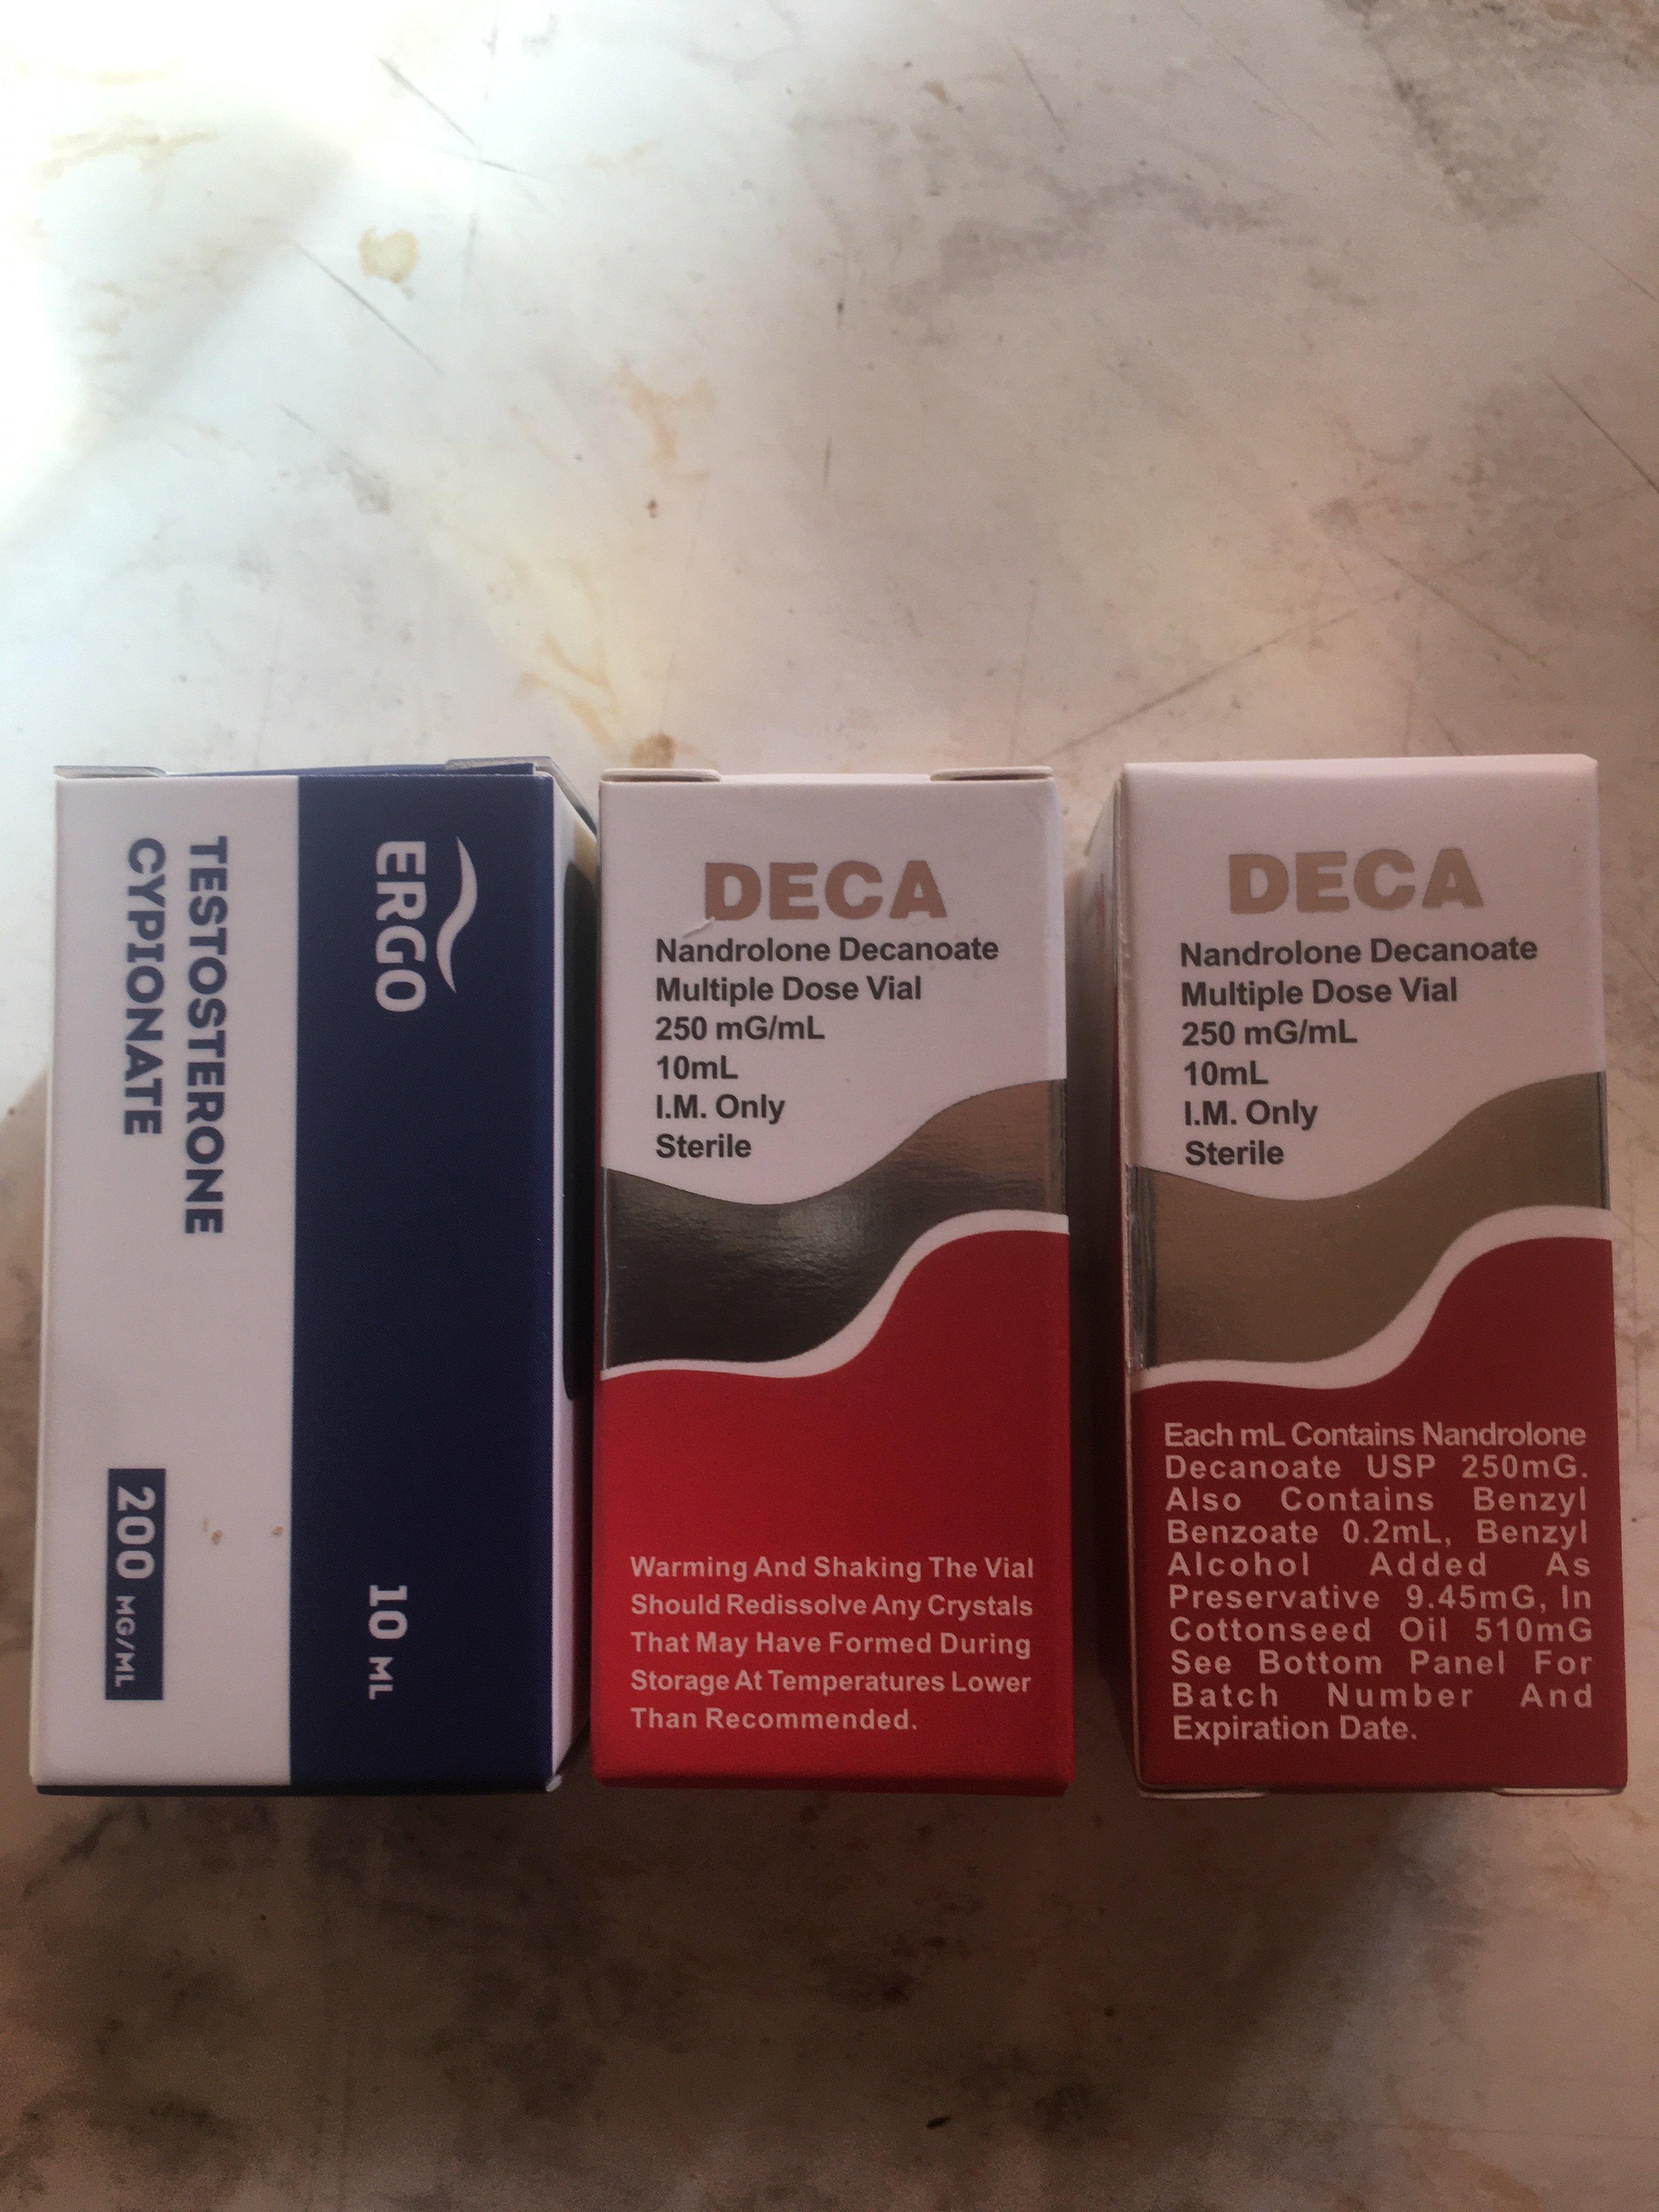 ERGO
10 ML
TESTOSTERONE
CYPIONATE
200 MG/ML
DECA
Nandrolone Decanoate
Multiple Dose Vial
250 mG/mL
10mL
I.M. Only
Sterile
Warming And Shaking The Vial
Should Redissolve Any Crystals
That May Have Formed During
Storage At Temperatures Lower
Than Recommended.
DECA
Nandrolone Decanoate
Multiple Dose Vial
250 mG/mL
10mL
I.M. Only
Sterile
Each mL Contains Nandrolone
Decanoate USP 250mG.
Also Contains Benzyl
Benzoate 0.2mL, Benzyl
Alcohol Added As
Preservative 9.45mG, In
Cottonseed Oil 510mG
See Bottom Panel For
Batch Number And
Expiration Date.